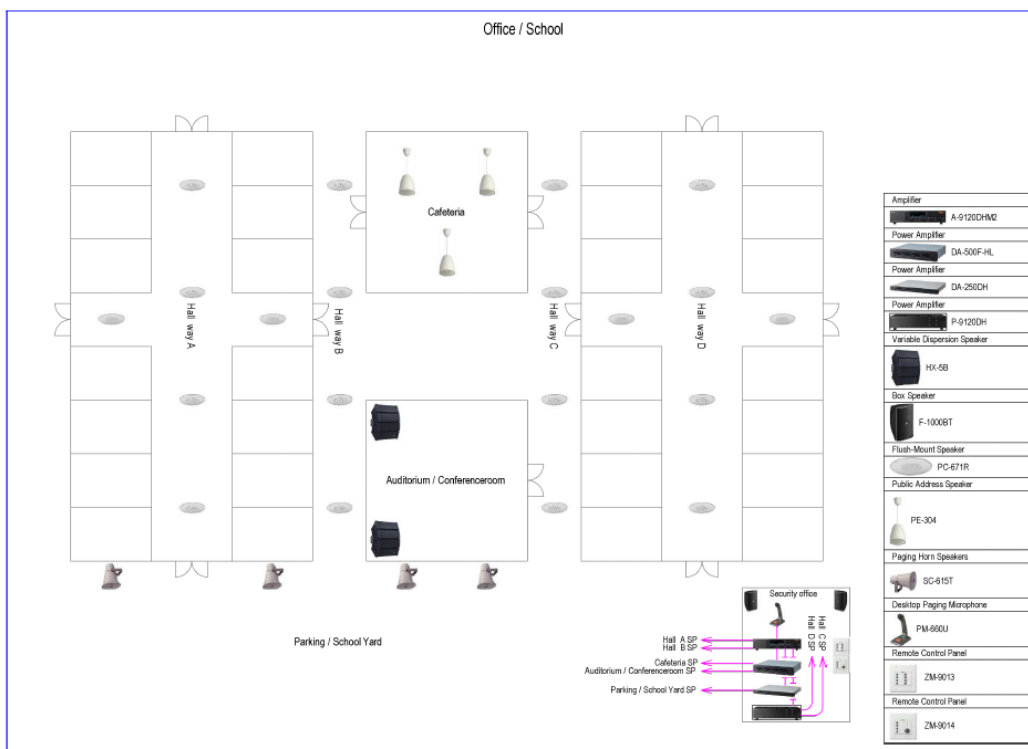 Office / School
Cafeteria
Hall way A
Hall way B
Hall way C
Hall way D
Auditorium / Conferenceroom
Parking / School Yard
Security office
Hall A SP
Hall B SP
Cafeteria SP
Auditorium / Conferenceroom SP
Parking / School Yard SP
Hall D SP
Hall C SP
Amplifier
A-9120DHM2
Power Amplifier
DA-500F-HL
Power Amplifier
DA-250DH
Power Amplifier
P-9120DH
Variable Dispersion Speaker
HX-5B
Box Speaker
F-1000BT
Flush-Mount Speaker
PC-671R
Public Address Speaker
PE-304
Paging Horn Speakers
SC-615T
Desktop Paging Microphone
PM-660U
Remote Control Panel
ZM-9013
Remote Control Panel
ZM-9014